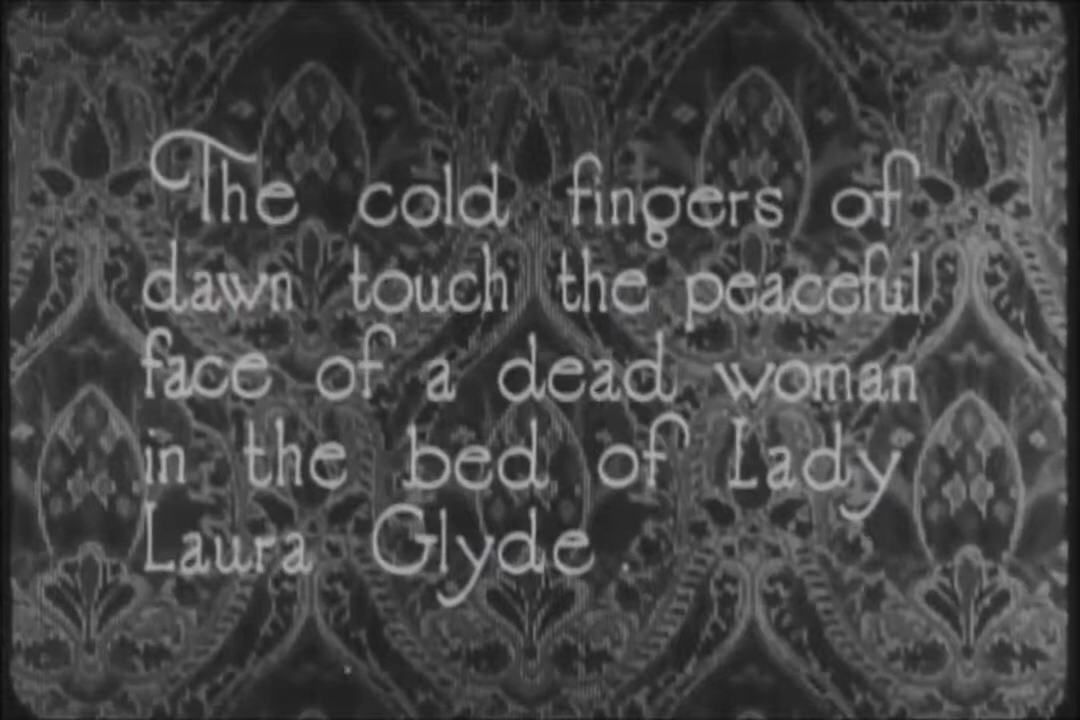 The cold fingers of
dawn touch the peaceful
face of a dead woman
in the bed of Lady
Laura Glyde.